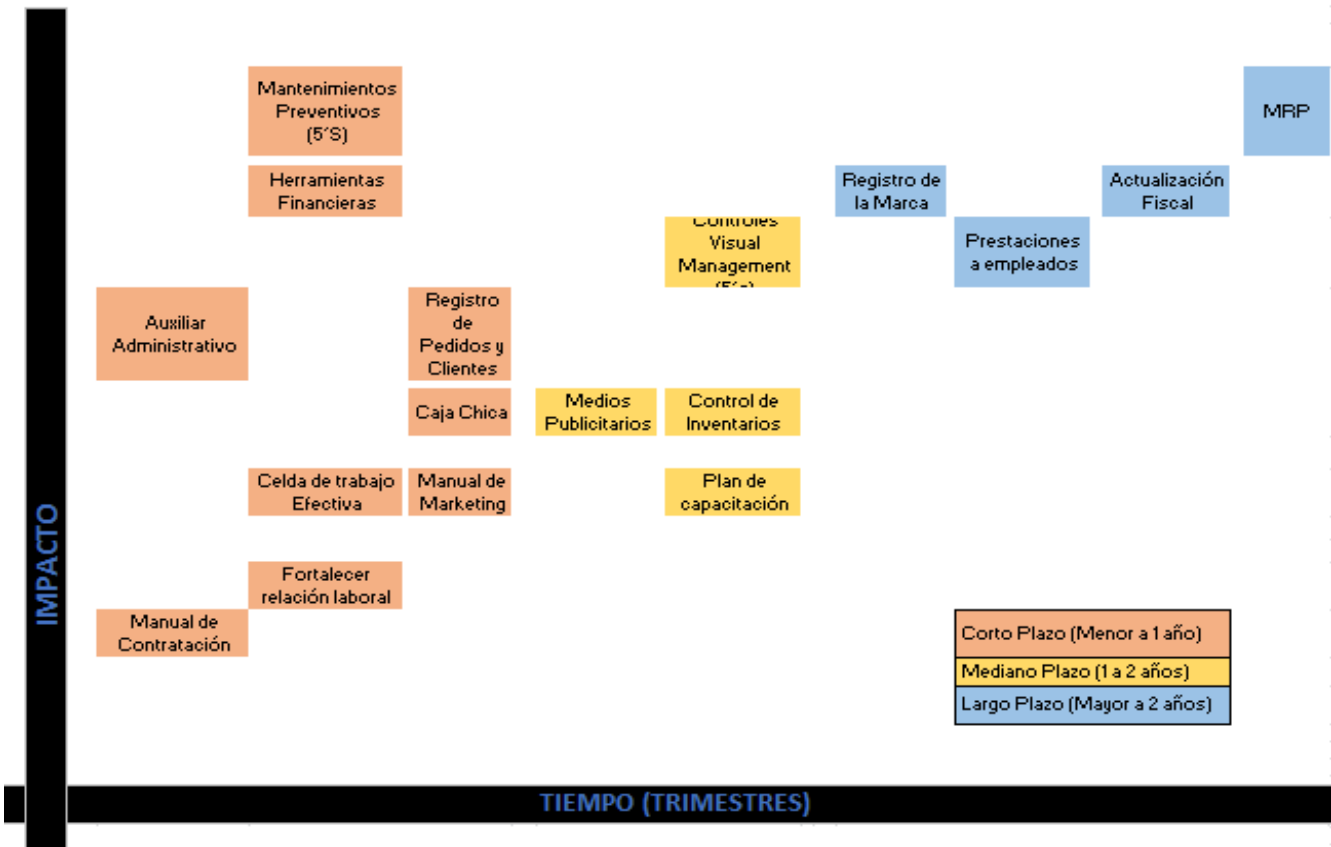 Mantenimientos
Preventivos
(5´S)
MRP
Herramientas
Financieras
Registro de
la Marca
Actualización
Fiscal
Controles
Visual
Management
(5´s)
Prestaciones
a empleados
Auxiliar
Administrativo
Registro
de
Pedidos y
Clientes
Caja Chica
Medios
Publicitarios
Control de
Inventarios
Celda de trabajo
Efectiva
Manual de
Marketing
Plan de
capacitación
Fortalecer
relación laboral
Manual de
Contratación
IMPACTO
Corto Plazo (Menor a 1 año)
Mediano Plazo (1 a 2 años)
Largo Plazo (Mayor a 2 años)
TIEMPO (TRIMESTRES)